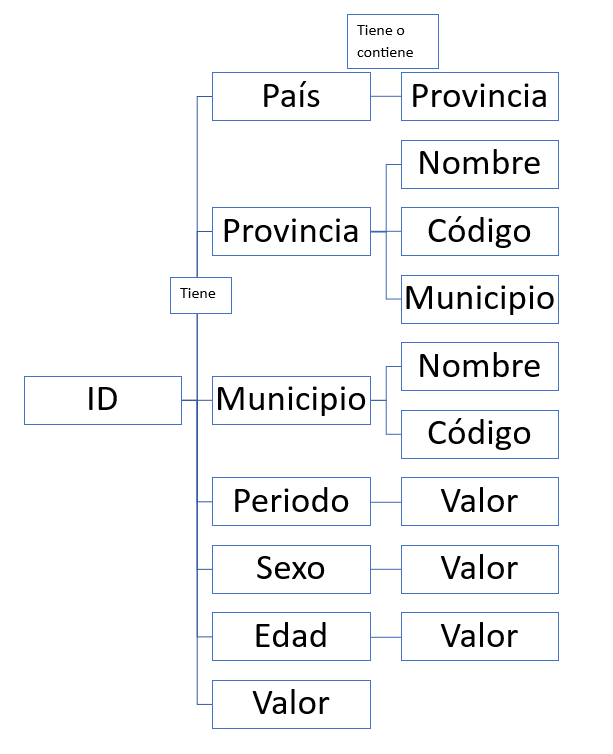 Tiene o
contiene
País
Provincia
Nombre
Provincia
Código
Tiene
Municipio
Nombre
ID
Municipio
Código
Periodo
Valor
Sexo
Valor
Edad
Valor
Valor